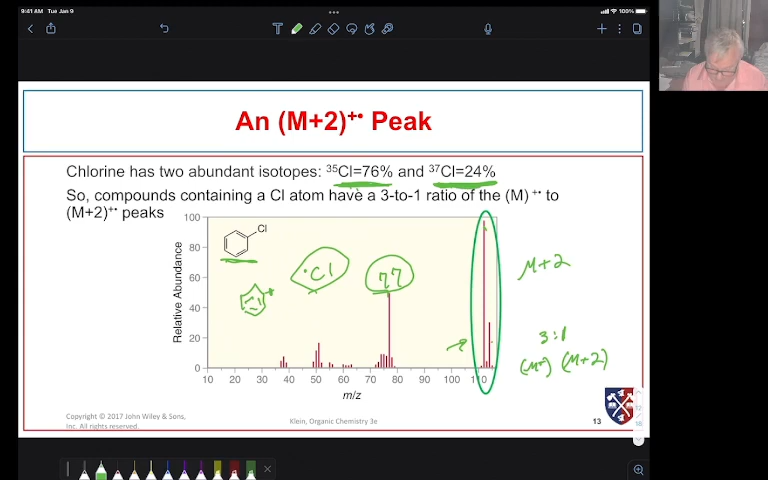 9:41 AM Tue Jan 9
100%
An (M+2)⁺• Peak
Chlorine has two abundant isotopes: ³⁵Cl=76% and ³⁷Cl=24%
So, compounds containing a Cl atom have a 3-to-1 ratio of the (M)⁺• to
(M+2)⁺• peaks
100
80
60
40
20
0
Relative Abundance
Cl
•Cl
77
M+2
3:1
(M+2)
10 20 30 40 50 60 70 80 90 100 110
m/z
Copyright © 2017 John Wiley & Sons,
Inc. All rights reserved.
Klein, Organic Chemistry 3e
13